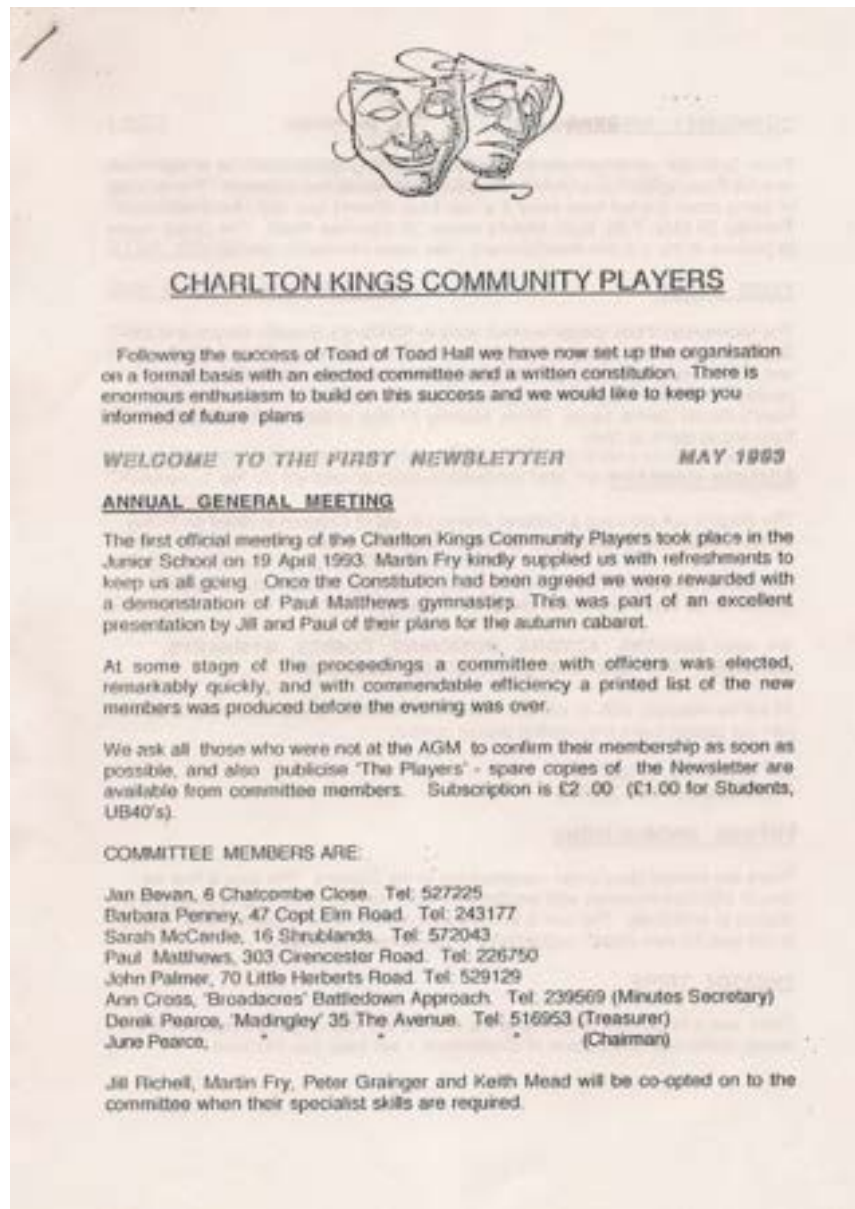 CHARLTON KINGS COMMUNITY PLAYERS
Following the success of Toad of Toad Hall we have now set up the organisation
on a formal basis with an elected committee and a written constitution. There is
enormous enthusiasm to build on this success and we would like to keep you
informed of future plans
WELCOME TO THE FIRST NEWSLETTER MAY 1993
ANNUAL GENERAL MEETING
The first official meeting of the Charlton Kings Community Players took place in the
Junior School on 19 April 1993. Martin Fry kindly supplied us with refreshments to
keep us all going. Once the Constitution had been agreed we were rewarded with
a demonstration of Paul Matthews gymnastics. This was part of an excellent
presentation by Jill and Paul of their plans for the autumn cabaret.
At some stage of the proceedings a committee with officers was elected,
remarkably quickly, and with commendable efficiency a printed list of the new
members was produced before the evening was over.
We ask all those who were not at the AGM to confirm their membership as soon as
possible, and also publicise 'The Players' - spare copies of the Newsletter are
available from committee members. Subscription is £2 .00 (£1.00 for Students,
UB40's).
COMMITTEE MEMBERS ARE:
Jan Bevan, 6 Chatcombe Close. Tel: 527225
Barbara Penney, 47 Copt Elm Road. Tel: 243177
Sarah McCardie, 16 Shrublands. Tel: 572043
Paul Matthews, 303 Cirencester Road. Tel: 226750
John Palmer, 70 Little Herberts Road. Tel: 529129
Ann Cross, 'Broadacres' Battledown Approach. Tel: 239569 (Minutes Secretary)
Derek Pearce, 'Madingley' 35 The Avenue. Tel: 516953 (Treasurer)
June Pearce, " " " (Chairman)
Jill Richell, Martin Fry, Peter Grainger and Keith Mead will be co-opted on to the
committee when their specialist skills are required.